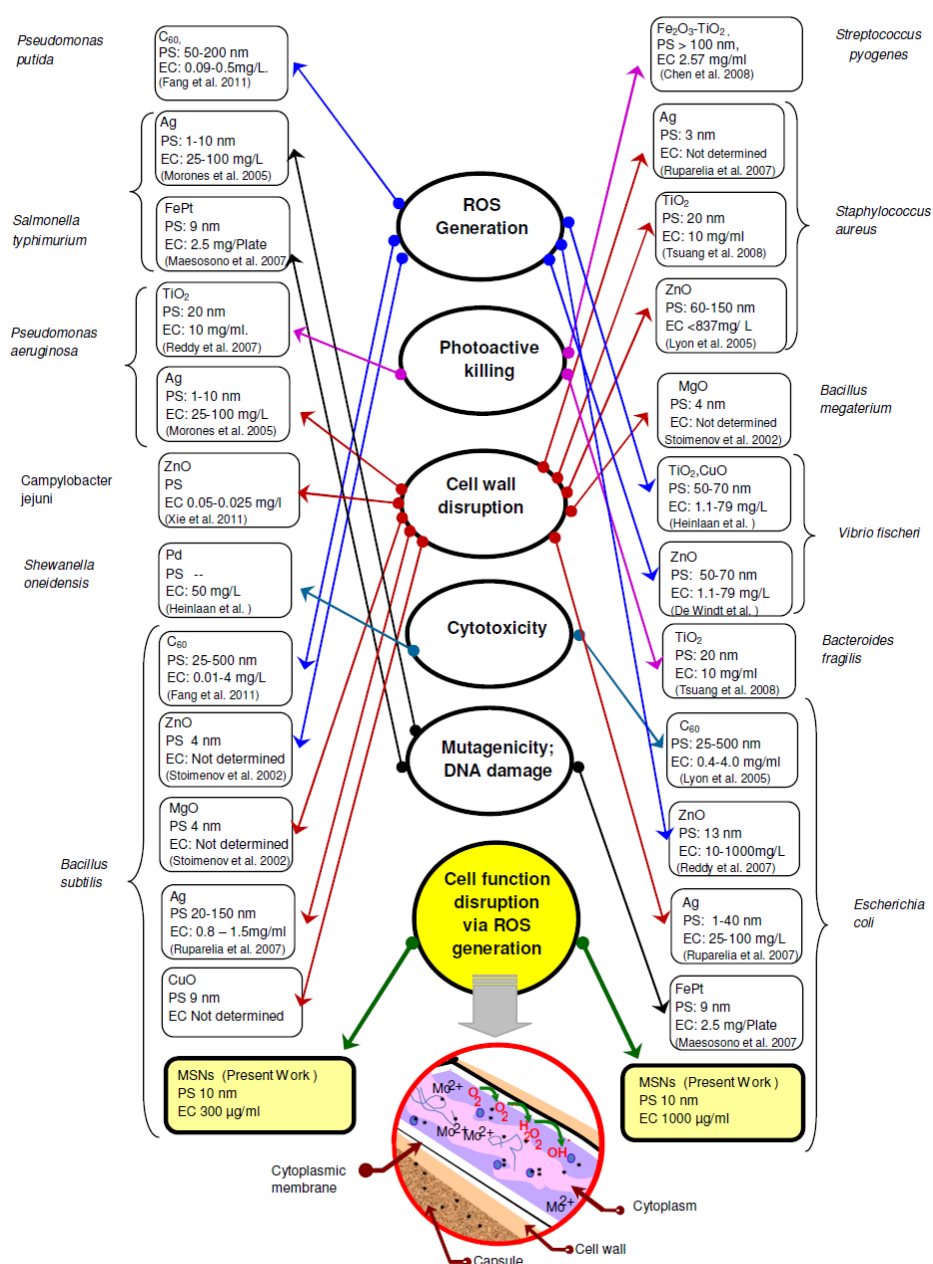 Pseudomonas
putida
C60,
PS: 50-200 nm
EC: 0.09-0.5mg/L.
(Fang et al. 2011)
Salmonella
typhimurium
Ag
PS: 1-10 nm
EC: 25-100 mg/L
(Morones et al. 2005)
FePt
PS: 9 nm
EC: 2.5 mg/Plate
(Maesosono et al. 2007
Pseudomonas
aeruginosa
TiO2
PS: 20 nm
EC: 10 mg/ml.
(Reddy et al. 2007)
Ag
PS: 1-10 nm
EC: 25-100 mg/L
(Morones et al. 2005)
Campylobacter
jejuni
ZnO
PS
EC 0.05-0.025 mg/l
(Xie et al. 2011)
Shewanella
oneidensis
Pd
PS --
EC: 50 mg/L
(Heinlaan et al. )
Bacillus
subtilis
C60
PS: 25-500 nm
EC: 0.01-4 mg/L
(Fang et al. 2011)
ZnO
PS 4 nm
EC: Not determined
(Stoimenov et al. 2002)
MgO
PS 4 nm
EC: Not determined
(Stoimenov et al. 2002)
Ag
PS 20-150 nm
EC: 0.8 – 1.5mg/ml
(Ruparelia et al. 2007)
CuO
PS 9 nm
EC Not determined
MSNs (Present Work )
PS 10 nm
EC 300 µg/ml
ROS
Generation
Photoactive
killing
Cell wall
disruption
Cytotoxicity
Mutagenicity;
DNA damage
Cell function
disruption
via ROS
generation
Mo2+
O2
O2
H2O2
OH
Mo2+
Mo2+
Mo2+
Cytoplasmic
membrane
Capsule
Cell wall
Cytoplasm
Fe2O3-TiO2 ,
PS > 100 nm,
EC 2.57 mg/ml
(Chen et al. 2008)
Streptococcus
pyogenes
Ag
PS: 3 nm
EC: Not determined
(Ruparelia et al. 2007)
TiO2
PS: 20 nm
EC: 10 mg/ml
(Tsuang et al. 2008)
ZnO
PS: 60-150 nm
EC <837mg/ L
(Lyon et al. 2005)
Staphylococcus
aureus
MgO
PS: 4 nm
EC: Not determined
Stoimenov et al. 2002)
Bacillus
megaterium
TiO2,CuO
PS: 50-70 nm
EC: 1.1-79 mg/L
(Heinlaan et al. )
ZnO
PS: 50-70 nm
EC: 1.1-79 mg/L
(De Windt et al. )
Vibrio fischeri
TiO2
PS: 20 nm
EC: 10 mg/ml
(Tsuang et al. 2008)
Bacteroides
fragilis
C60
PS: 25-500 nm
EC: 0.4-4.0 mg/ml
(Lyon et al. 2005)
ZnO
PS: 13 nm
EC: 10-1000mg/L
(Reddy et al. 2007)
Ag
PS: 1-40 nm
EC: 25-100 mg/L
(Ruparelia et al. 2007)
FePt
PS: 9 nm
EC: 2.5 mg/Plate
(Maesosono et al. 2007
MSNs (Present Work )
PS 10 nm
EC 1000 µg/ml
Escherichia
coli